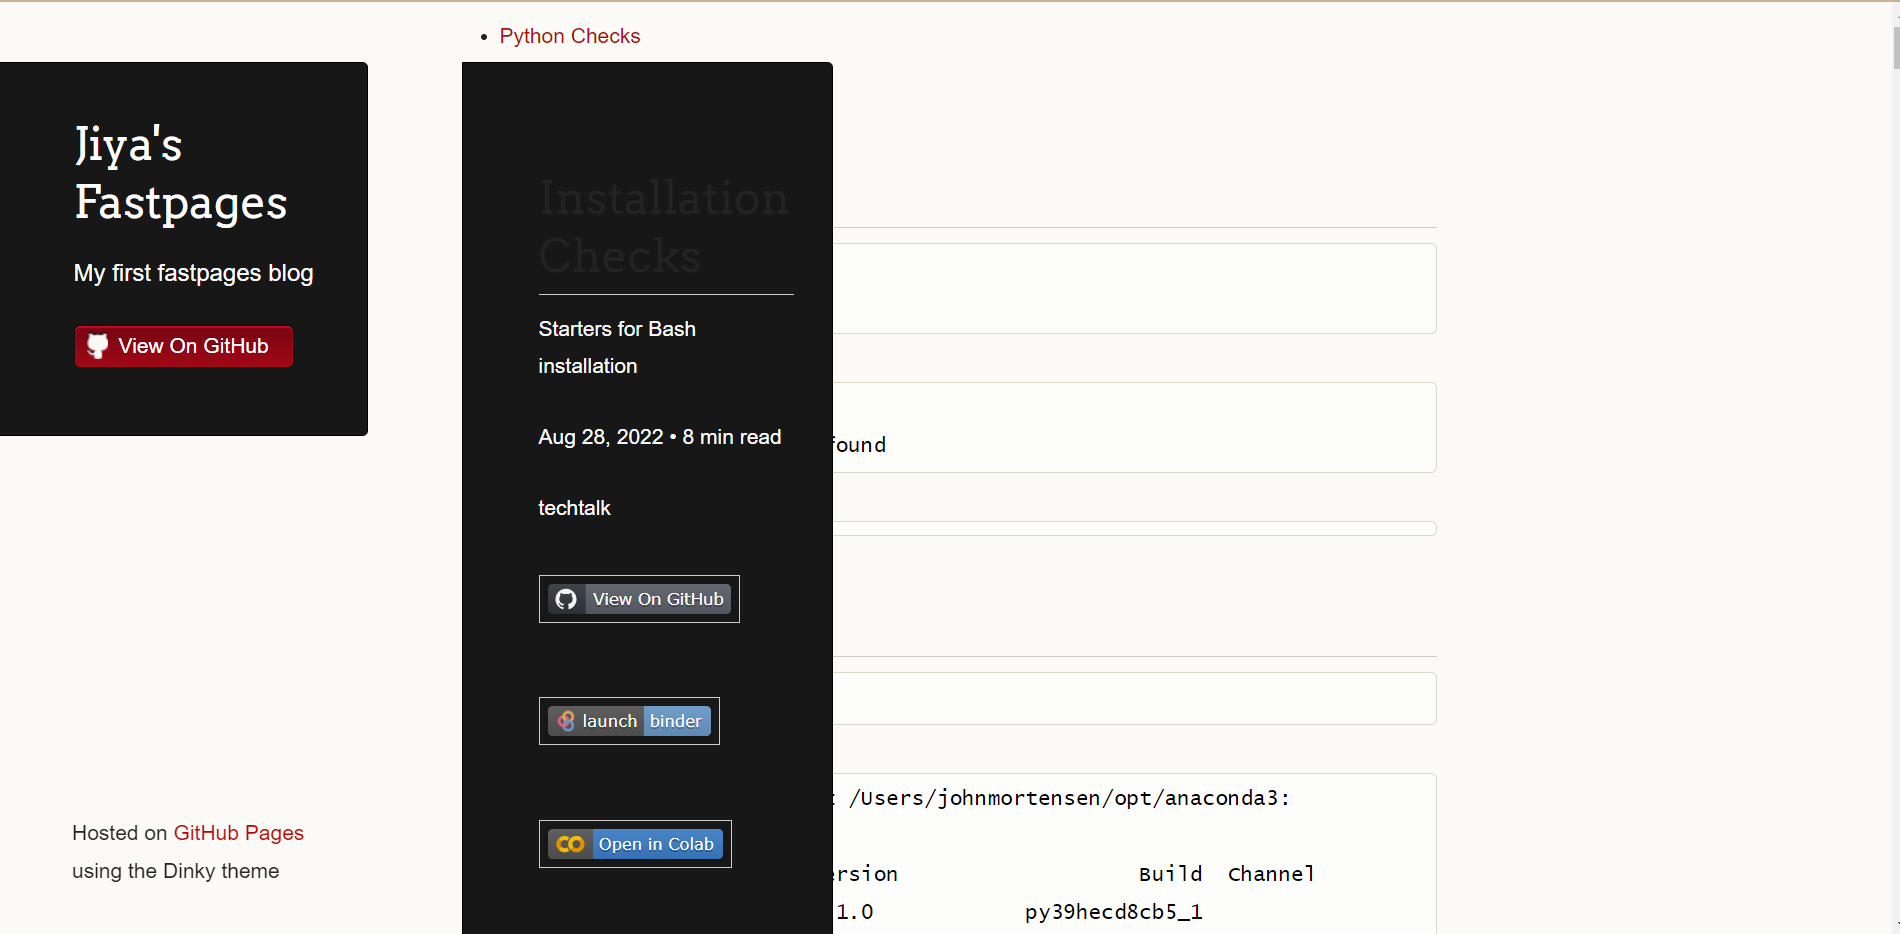 Python Checks
Jiya's
Fastpages
My first fastpages blog
View On GitHub
Hosted on GitHub Pages
using the Dinky theme
Installation
Checks
Starters for Bash
installation
Aug 28, 2022 • 8 min read
techtalk
View On GitHub
launch binder
Open in Colab
found
: /Users/johnmortensen/opt/anaconda3:
ersion Build Channel
1.0 py39hecd8cb5_1